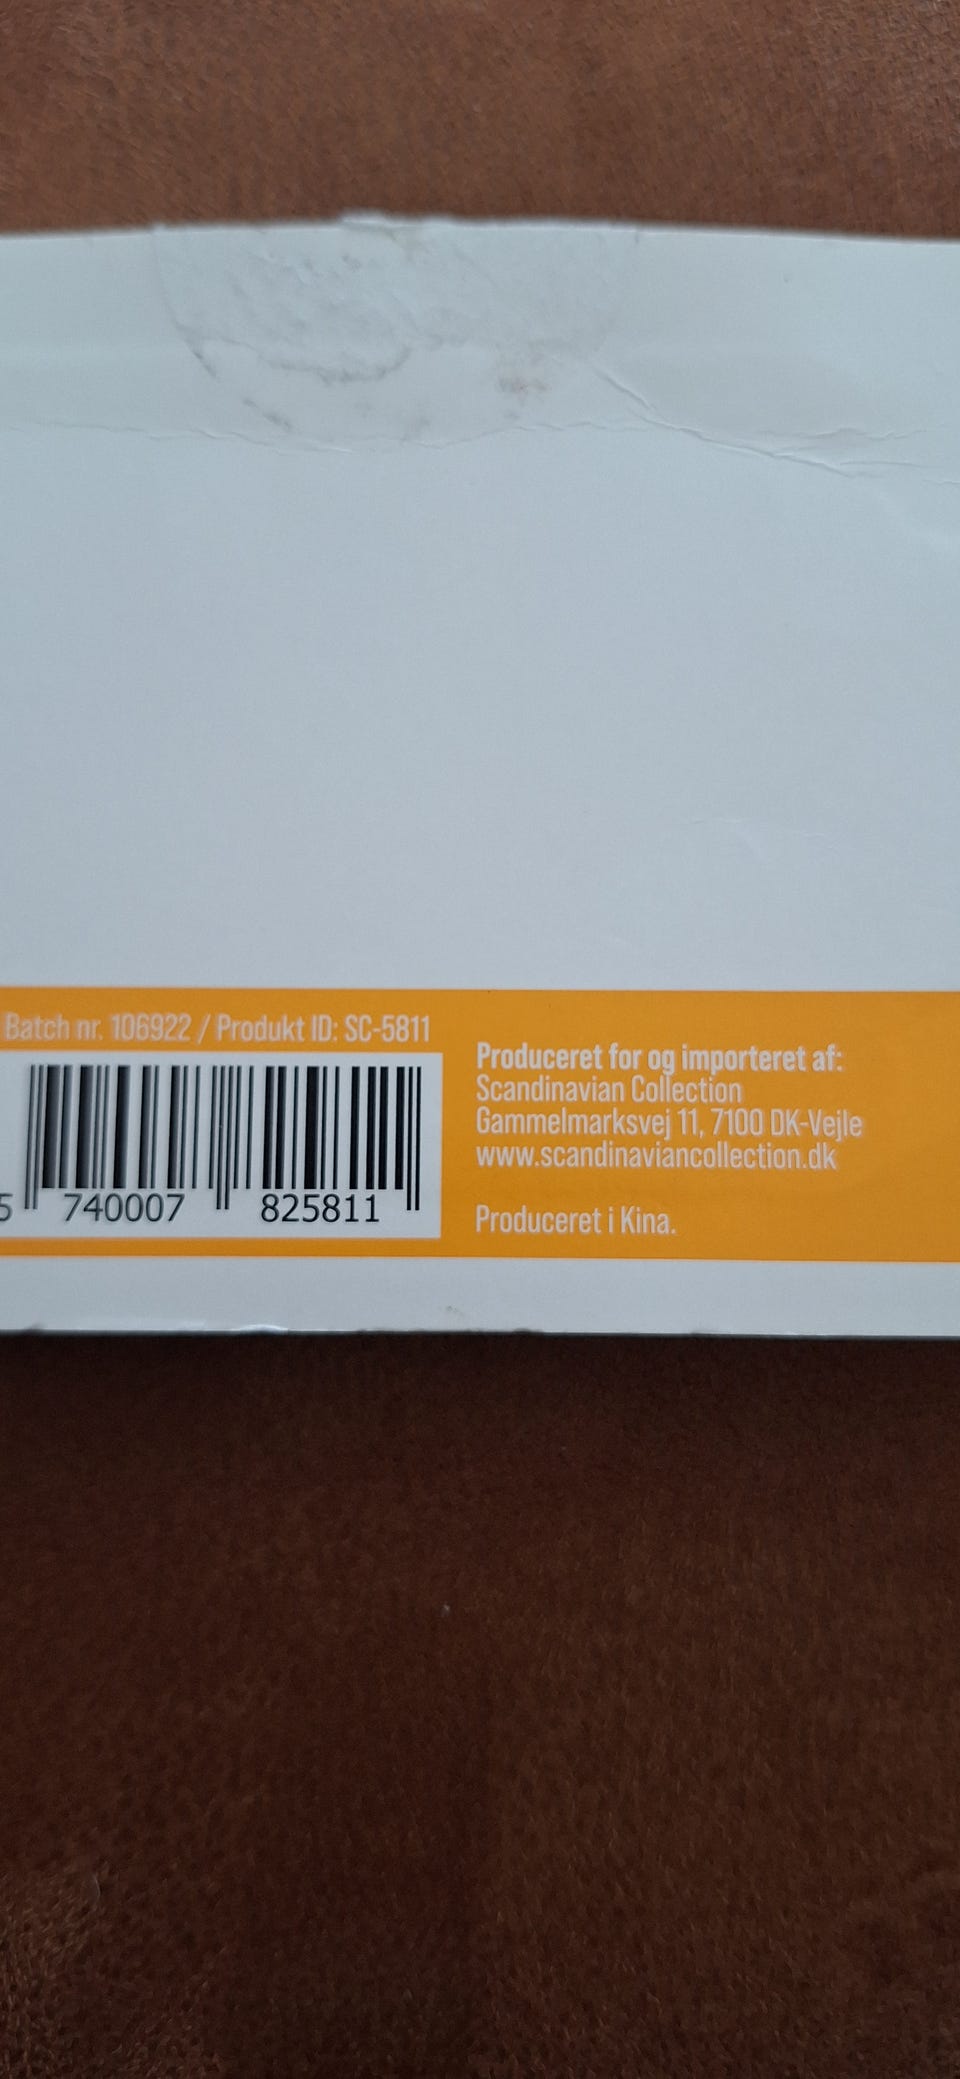 Batch nr. 106922 / Produkt ID: SC-5811
5 740007 825811
Produceret for og importeret af:
Scandinavian Collection
Gammelmarksvej 11, 7100 DK-Vejle
www.scandinaviancollection.dk
Produceret i Kina.